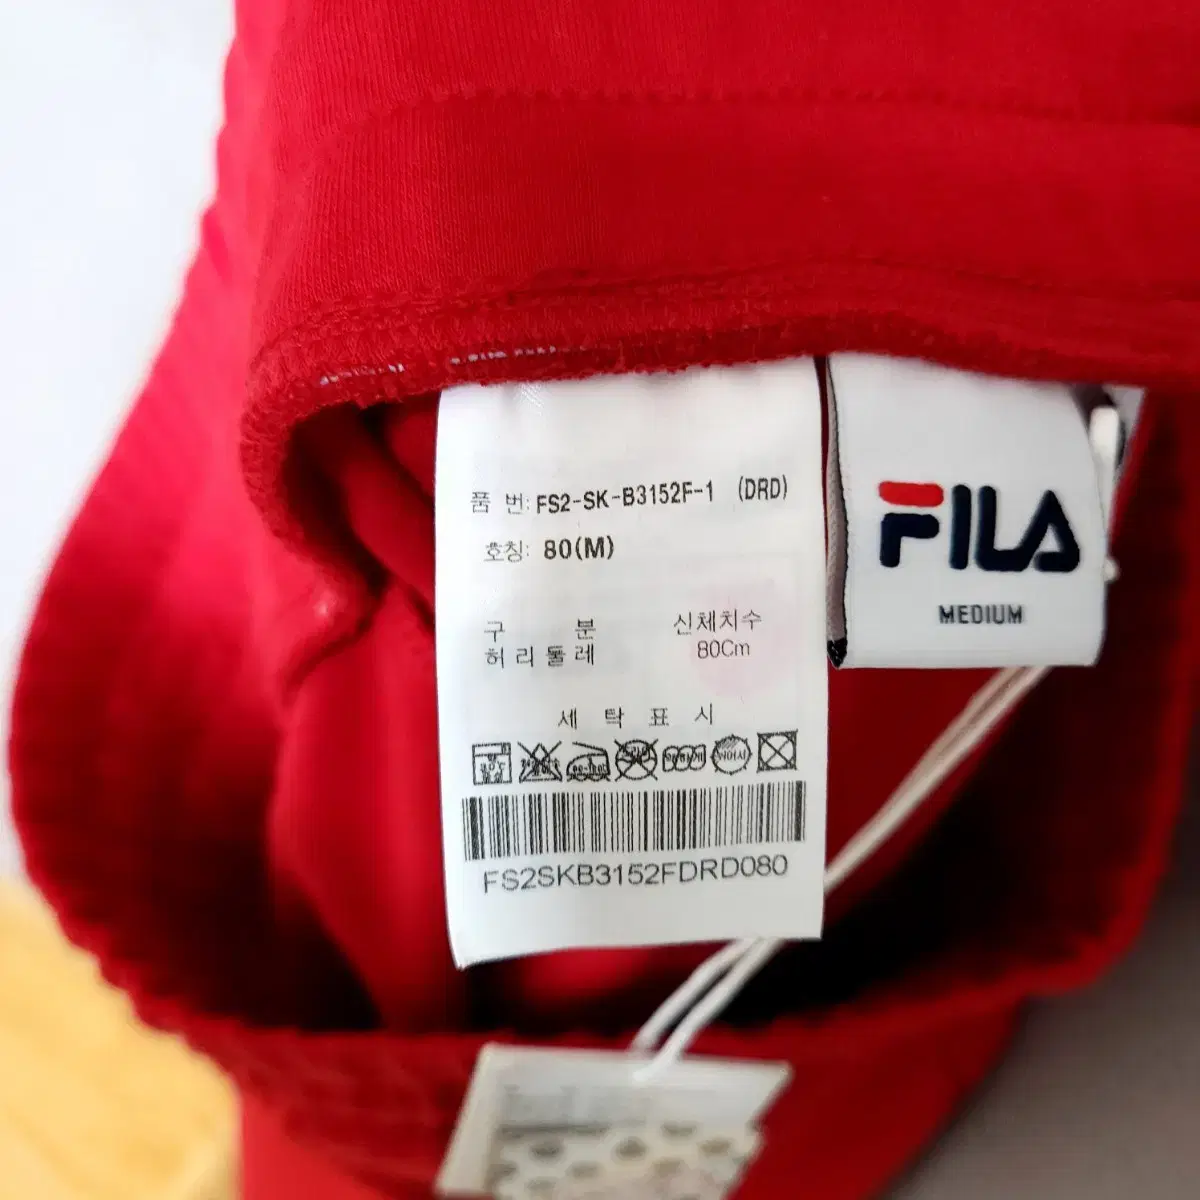 품 번: FS2-SK-B3152F-1 (DRD)
호칭: 80(M)
구 분 신체치수
허리둘레 80Cm
세 탁 표 시
FS2SKB3152FDRD080
FILA
MEDIUM